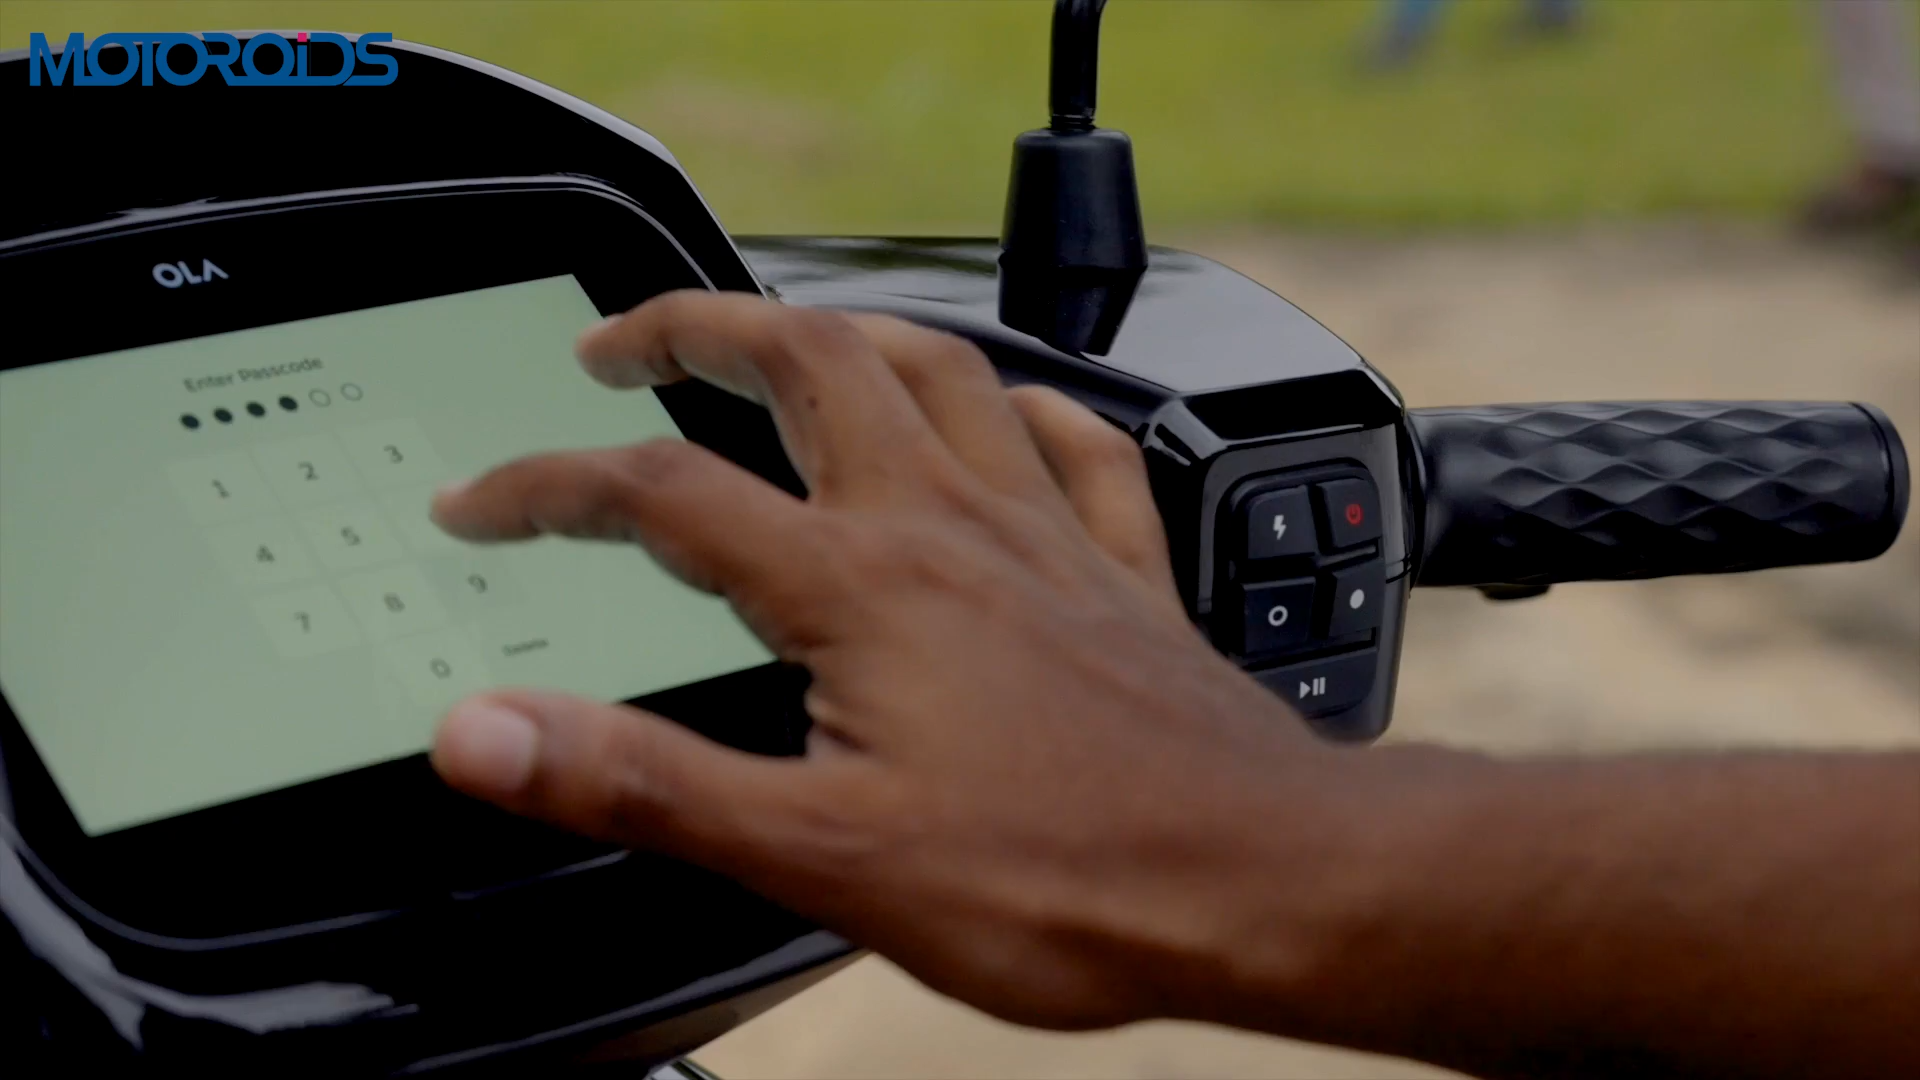 MOTOROiDS
OLA
Enter Passcode
1 2 3
4 5
7 8 9
0 Delete